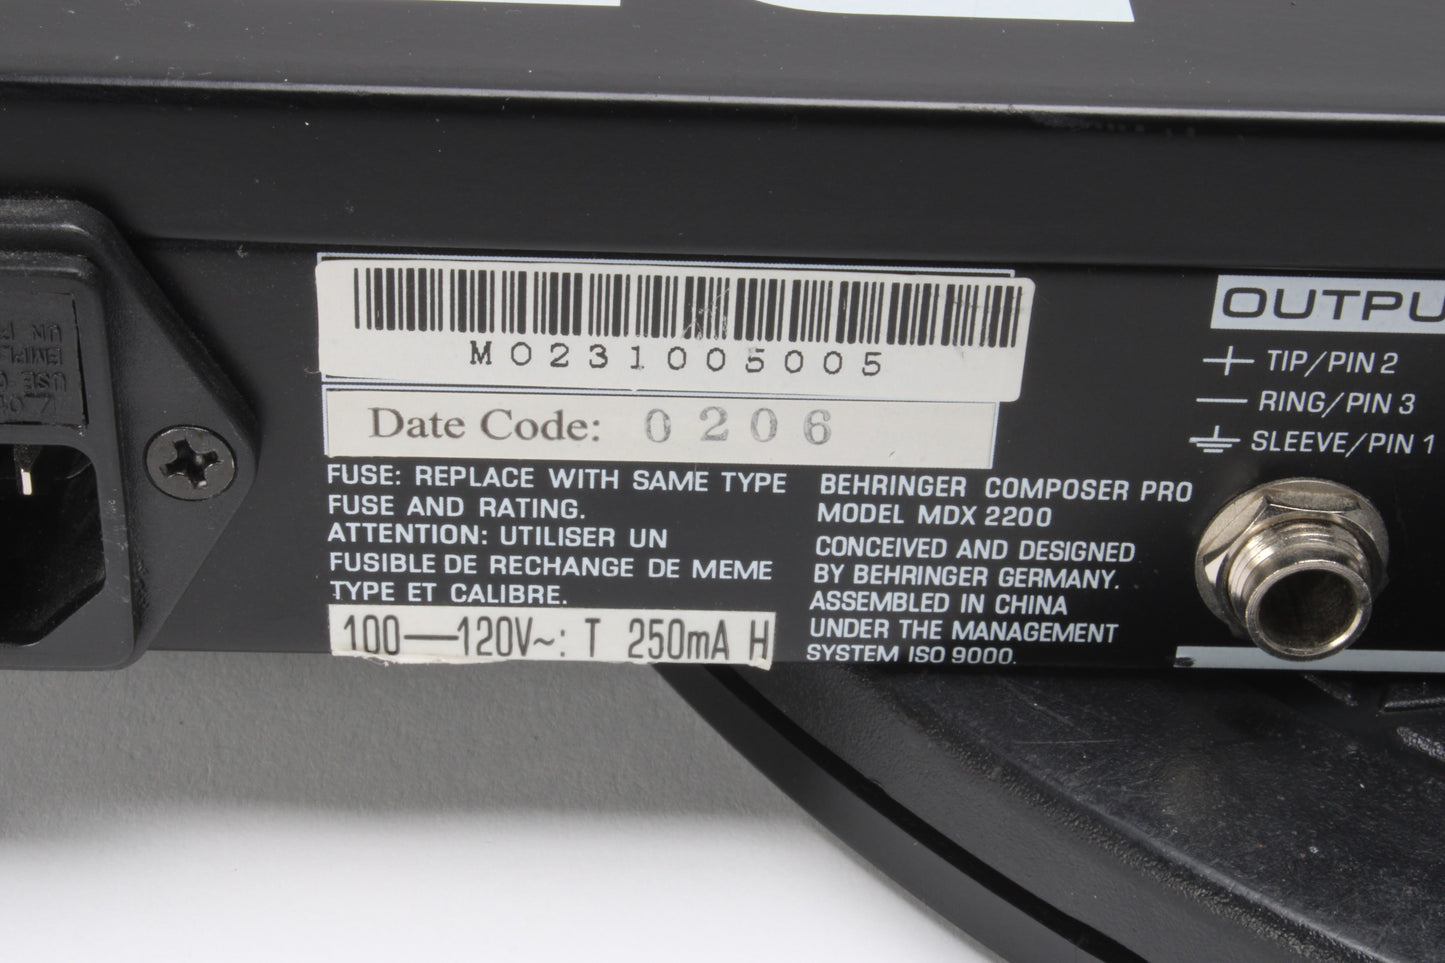 M0231005005
Date Code: 0206
FUSE: REPLACE WITH SAME TYPE
FUSE AND RATING.
ATTENTION: UTILISER UN
FUSIBLE DE RECHANGE DE MEME
TYPE ET CALIBRE.
100—120V~: T 250mA H
BEHRINGER COMPOSER PRO
MODEL MDX 2200
CONCEIVED AND DESIGNED
BY BEHRINGER GERMANY.
ASSEMBLED IN CHINA
UNDER THE MANAGEMENT
SYSTEM ISO 9000.
OUTPU
+ TIP/PIN 2
— RING/PIN 3
⏚ SLEEVE/PIN 1